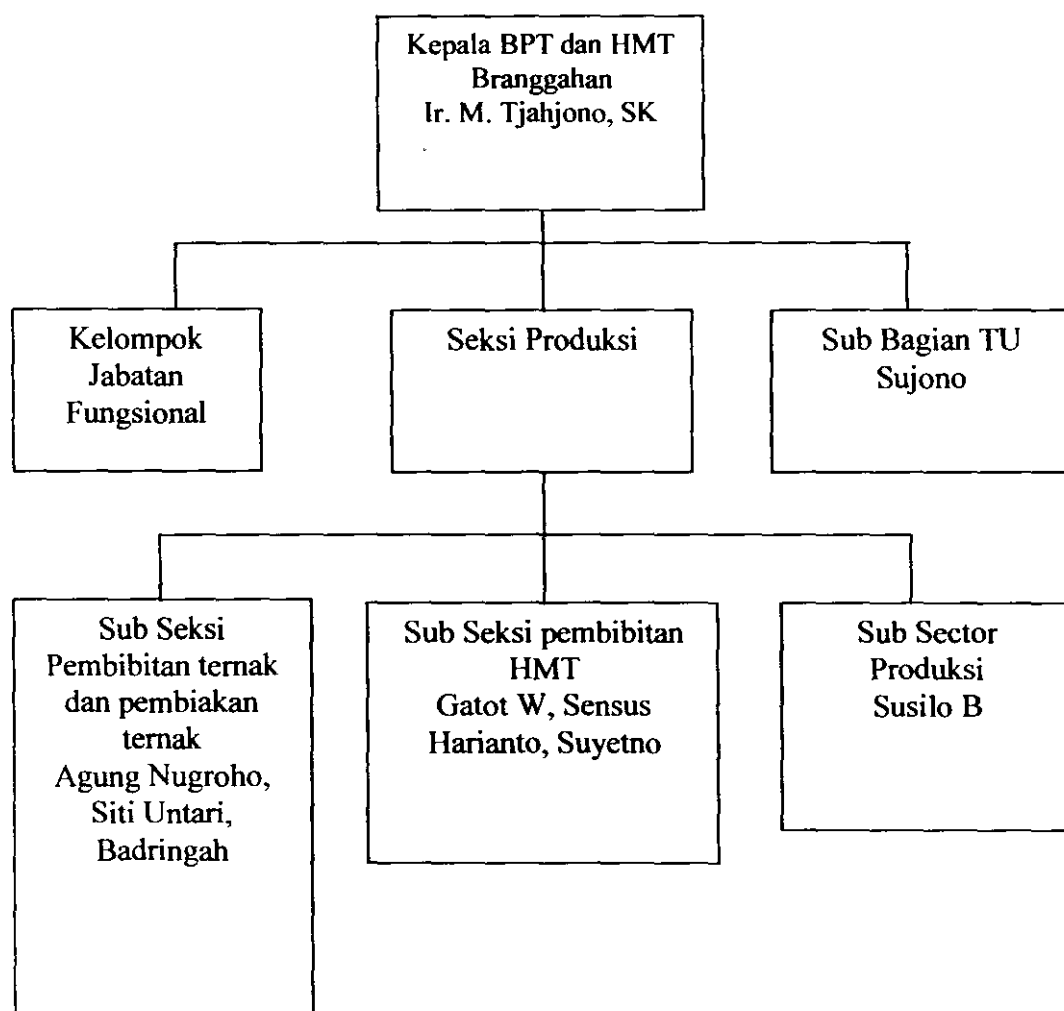 Kepala BPT dan HMT
Branggahan
Ir. M. Tjahjono, SK
Kelompok
Jabatan
Fungsional
Seksi Produksi
Sub Bagian TU
Sujono
Sub Seksi
Pembibitan ternak
dan pembiakan
ternak
Agung Nugroho,
Siti Untari,
Badringah
Sub Seksi pembibitan
HMT
Gatot W, Sensus
Harianto, Suyetno
Sub Sector
Produksi
Susilo B